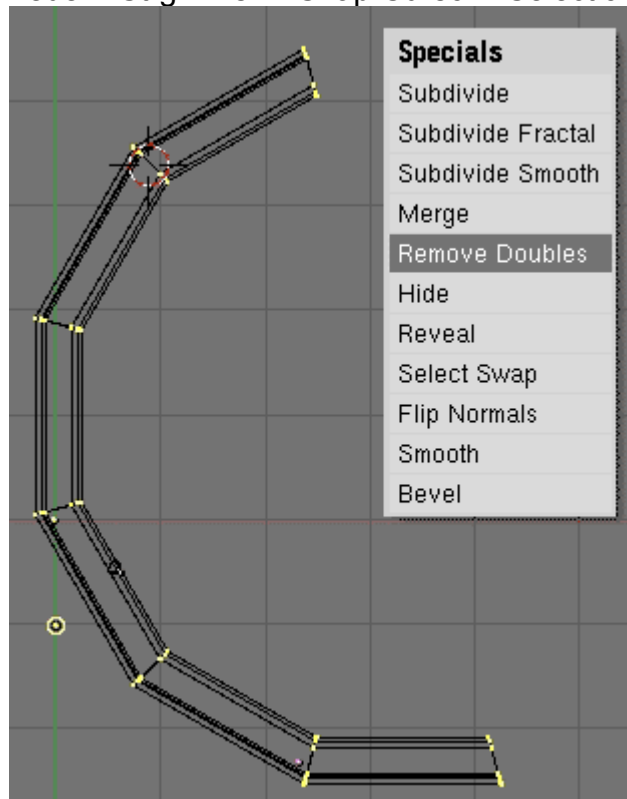 Specials
Subdivide
Subdivide Fractal
Subdivide Smooth
Merge
Remove Doubles
Hide
Reveal
Select Swap
Flip Normals
Smooth
Bevel